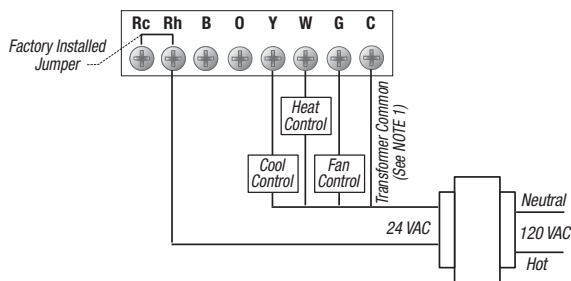 Rc Rh B O Y W G C
Factory Installed
Jumper
Heat
Control
Cool
Control
Fan
Control
Transformer Common
(See NOTE 1)
24 VAC
Neutral
120 VAC
Hot